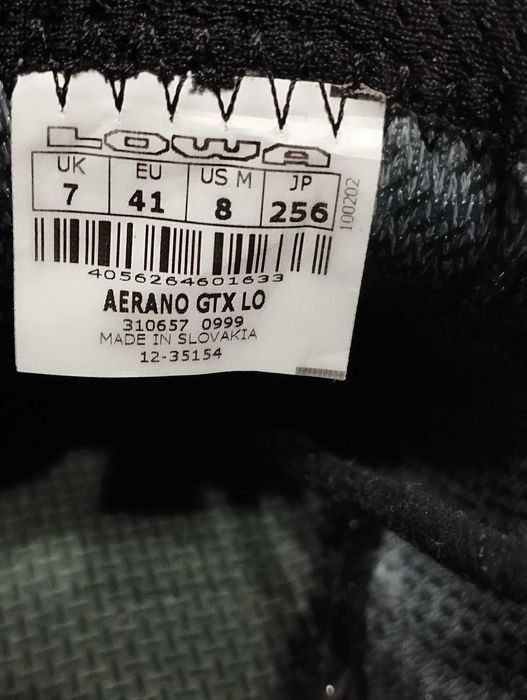 LOWA
UK EU US M JP
7 41 8 256
100202
4056264601633
AERANO GTX LO
310657 0999
MADE IN SLOVAKIA
12-35154